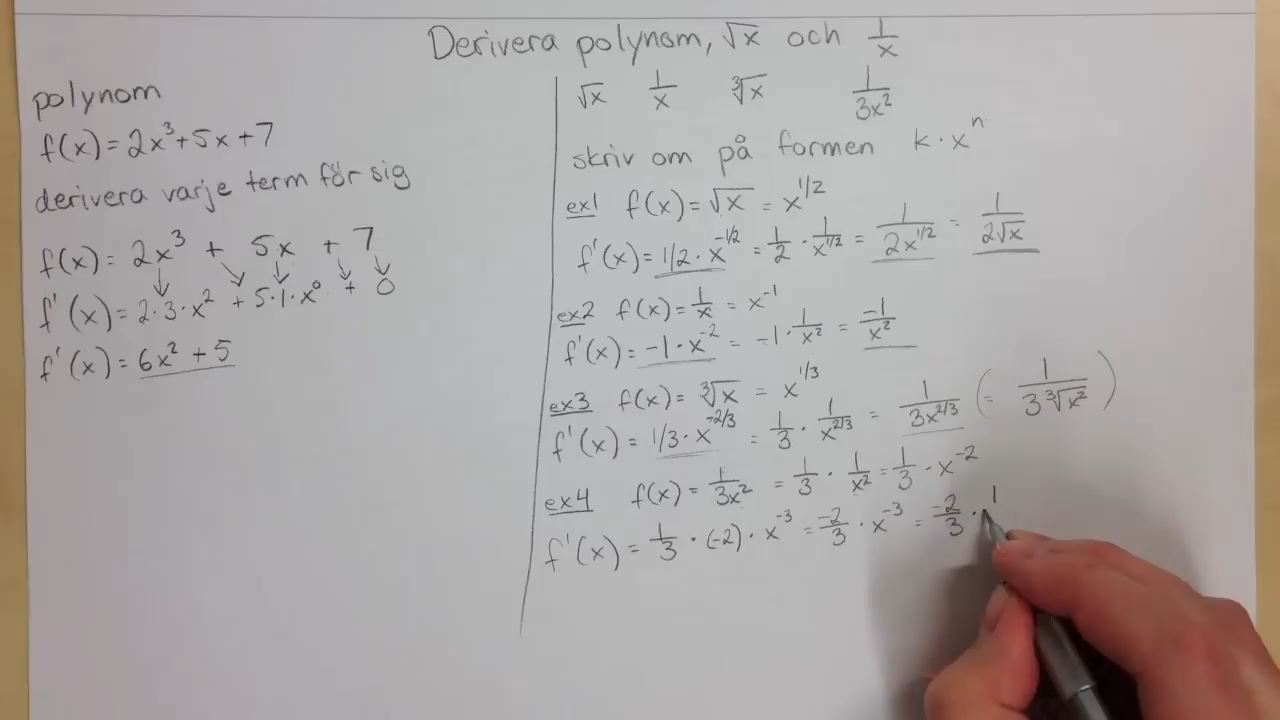 Derivera polynom, √x och 1/x
polynom
f(x) = 2x³+5x+7
derivera varje term för sig
f(x) = 2x³ + 5x + 7
f'(x) = 2·3·x² + 5·1·x⁰ + 0
f'(x) = 6x² + 5
√x 1/x ∛x 1/(3x²)
skriv om på formen k·xⁿ
ex1 f(x) = √x = x^(1/2)
f'(x) = 1/2 · x^(-1/2) = 1/2 · 1/x^(1/2) = 1/(2x^(1/2)) = 1/(2√x)
ex2 f(x) = 1/x = x⁻¹
f'(x) = -1 · x⁻² = -1 · 1/x² = -1/x²
ex3 f(x) = ∛x = x^(1/3)
f'(x) = 1/3 · x^(-2/3) = 1/3 · 1/x^(2/3) = 1/(3x^(2/3)) (= 1/(3∛x²))
ex4 f(x) = 1/(3x²) = 1/3 · 1/x² = 1/3 · x⁻²
f'(x) = 1/3 · (-2) · x⁻³ = -2/3 · x⁻³ = -2/3 · 1